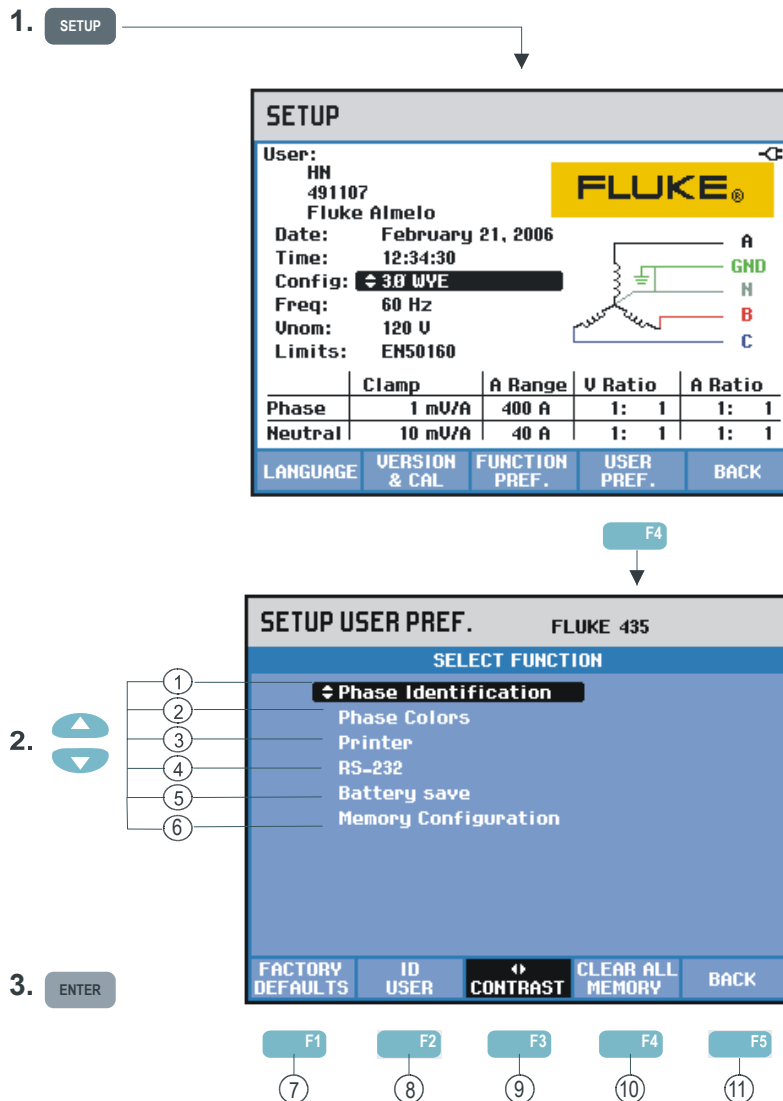 1. SETUP
SETUP
User:
HN
491107
Fluke Almelo
FLUKE®
Date: February 21, 2006
Time: 12:34:30
Config: 3Ø WYE
Freq: 60 Hz
Vnom: 120 V
Limits: EN50160
A
GND
N
B
C
Clamp A Range V Ratio A Ratio
Phase 1 mV/A 400 A 1: 1 1: 1
Neutral 10 mV/A 40 A 1: 1 1: 1
LANGUAGE VERSION & CAL FUNCTION PREF. USER PREF. BACK
F4
SETUP USER PREF. FLUKE 435
SELECT FUNCTION
2.
1 Phase Identification
2 Phase Colors
3 Printer
4 RS-232
5 Battery save
6 Memory Configuration
FACTORY DEFAULTS ID USER CONTRAST CLEAR ALL MEMORY BACK
3. ENTER
F1 F2 F3 F4 F5
7 8 9 10 11